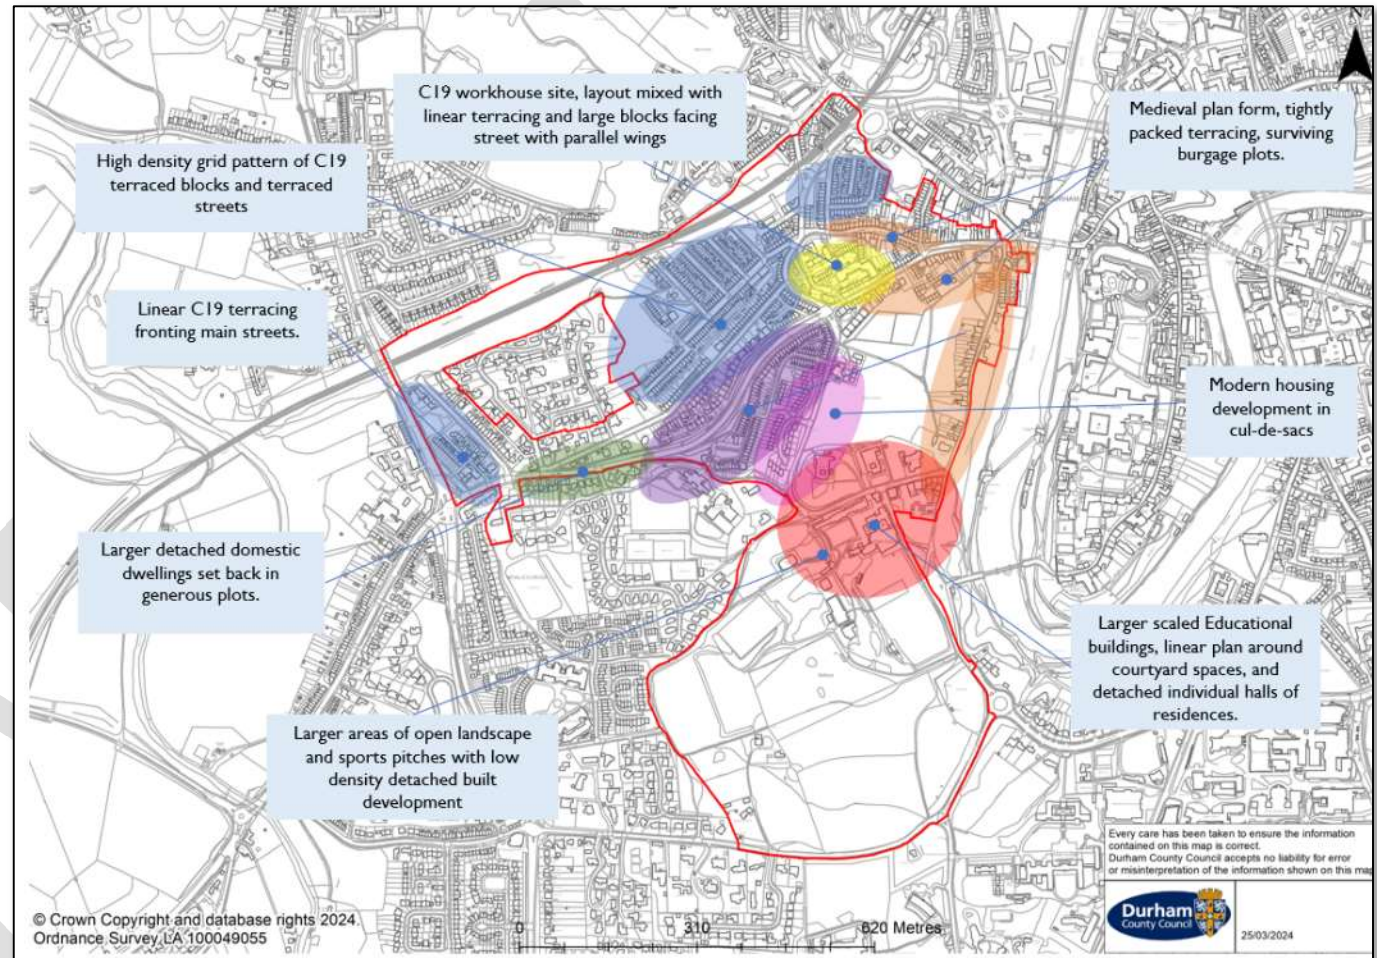 C19 workhouse site, layout mixed with
linear terracing and large blocks facing
street with parallel wings
Medieval plan form, tightly
packed terracing, surviving
burgage plots.
High density grid pattern of C19
terraced blocks and terraced
streets
Linear C19 terracing
fronting main streets.
Modern housing
development in
cul-de-sacs
Larger detached domestic
dwellings set back in
generous plots.
Larger scaled Educational
buildings, linear plan around
courtyard spaces, and
detached individual halls of
residences.
Larger areas of open landscape
and sports pitches with low
density detached built
development
Every care has been taken to ensure the information
contained on this map is correct.
Durham County Council accepts no liability for error
or misinterpretation of the information shown on this map
© Crown Copyright and database rights 2024.
Ordnance Survey LA 100049055
0 310 620 Metres
Durham
County Council
25/03/2024